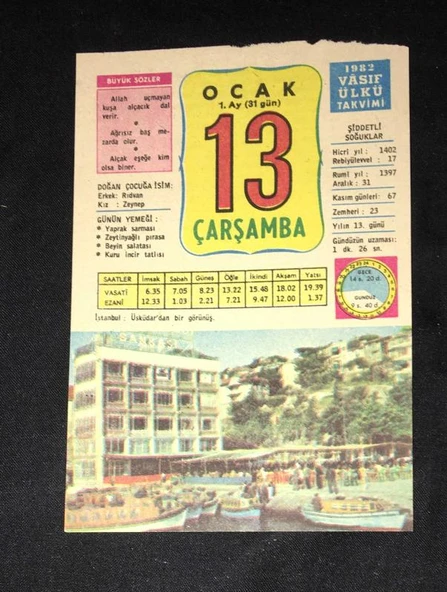 BÜYÜK SÖZLER
Allah uçmayan
kuşa alçacık dal
verir.
*
Ağrısız baş me-
zarda olur.
*
Alçak eşeğe kim
olsa biner.
DOĞAN ÇOCUĞA İSİM:
Erkek: Rıdvan
Kız : Zeynep
GÜNÜN YEMEĞİ :
* Yaprak sarması
* Zeytinyağlı pırasa
* Beyin salatası
* Kuru incir tatlısı
OCAK
1. Ay (31 gün)
13
ÇARŞAMBA
1982
VÂSIF
ÜLKÜ
TAKVİMİ
ŞİDDETLİ
SOĞUKLAR
Hicri yıl : 1402
Rebiyülevvel : 17
Rumi yıl : 1397
Aralık : 31
Kasım günleri : 67
Zemheri : 23
Yılın 13. günü
Gündüzün uzaması:
1 dk. 26 sn.
SAATLER İmsak Sabah Güneş Öğle İkindi Akşam Yatsı
VASATİ 6.35 7.05 8.23 13.22 15.48 18.02 19.39
EZANİ 12.33 1.03 2.21 7.21 9.47 12.00 1.37
GECE
14 s. 20 d.
GÜNDÜZ
9 s. 40 d.
İstanbul : Üsküdar'dan bir görünüş.